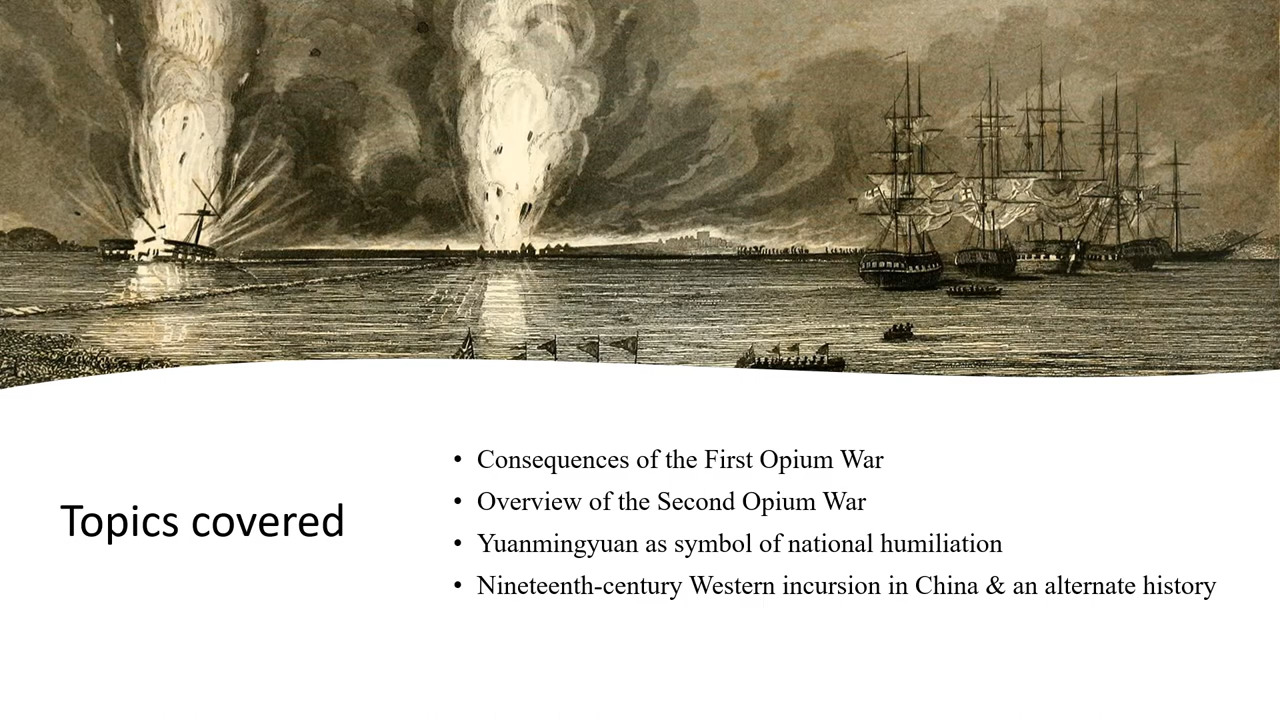 Topics covered
• Consequences of the First Opium War
• Overview of the Second Opium War
• Yuanmingyuan as symbol of national humiliation
• Nineteenth-century Western incursion in China & an alternate history